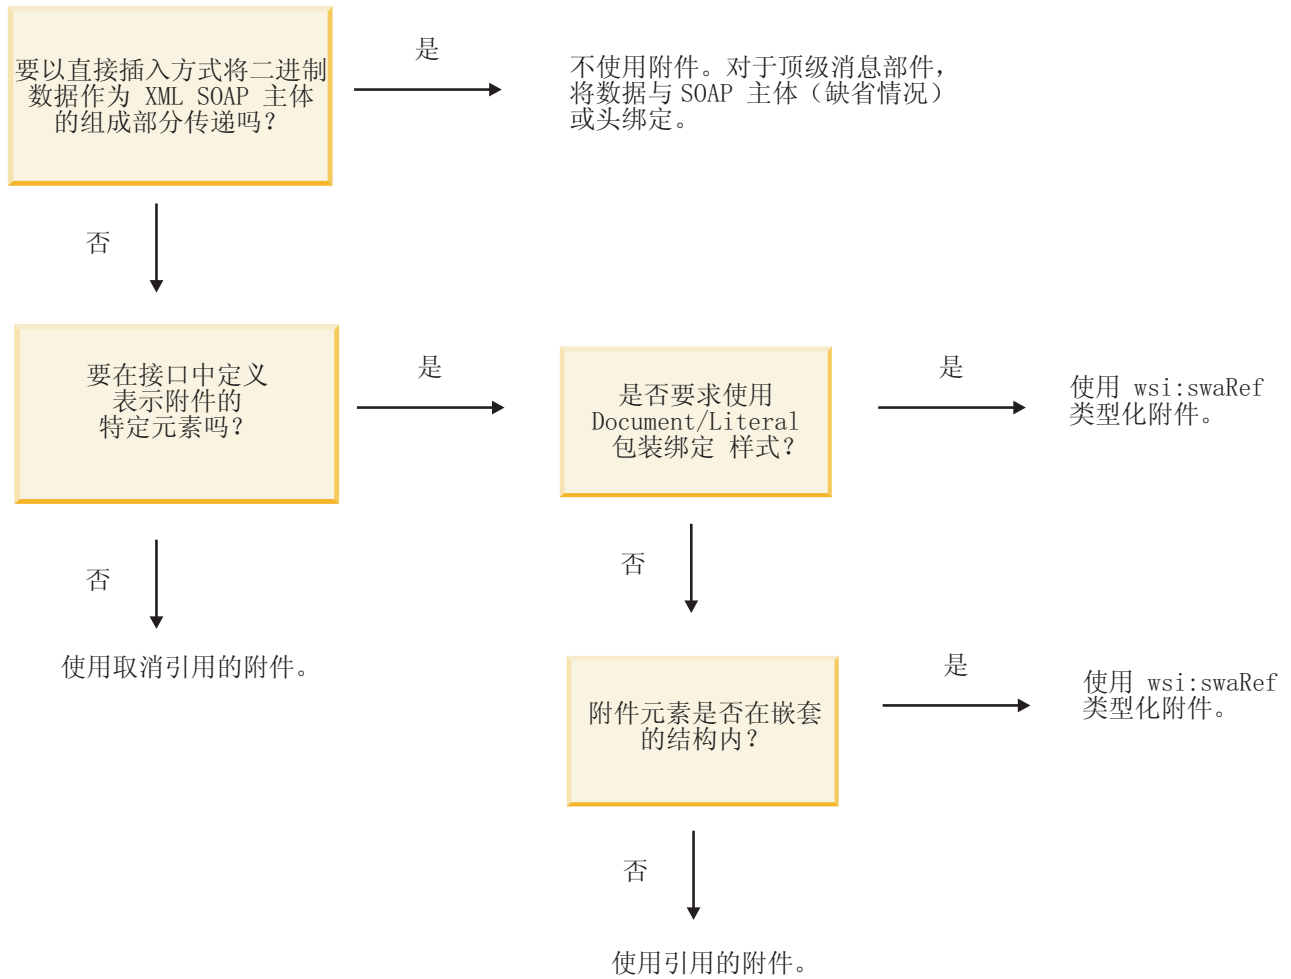 要以直接插入方式将二进制
数据作为 XML SOAP 主体
的组成部分传递吗？
是
不使用附件。对于顶级消息部件，
将数据与 SOAP 主体（缺省情况）
或头绑定。
否
要在接口中定义
表示附件的
特定元素吗？
是
是否要求使用
Document/Literal
包装绑定 样式？
是
使用 wsi:swaRef
类型化附件。
否
使用取消引用的附件。
否
附件元素是否在嵌套
的结构内？
是
使用 wsi:swaRef
类型化附件。
否
使用引用的附件。